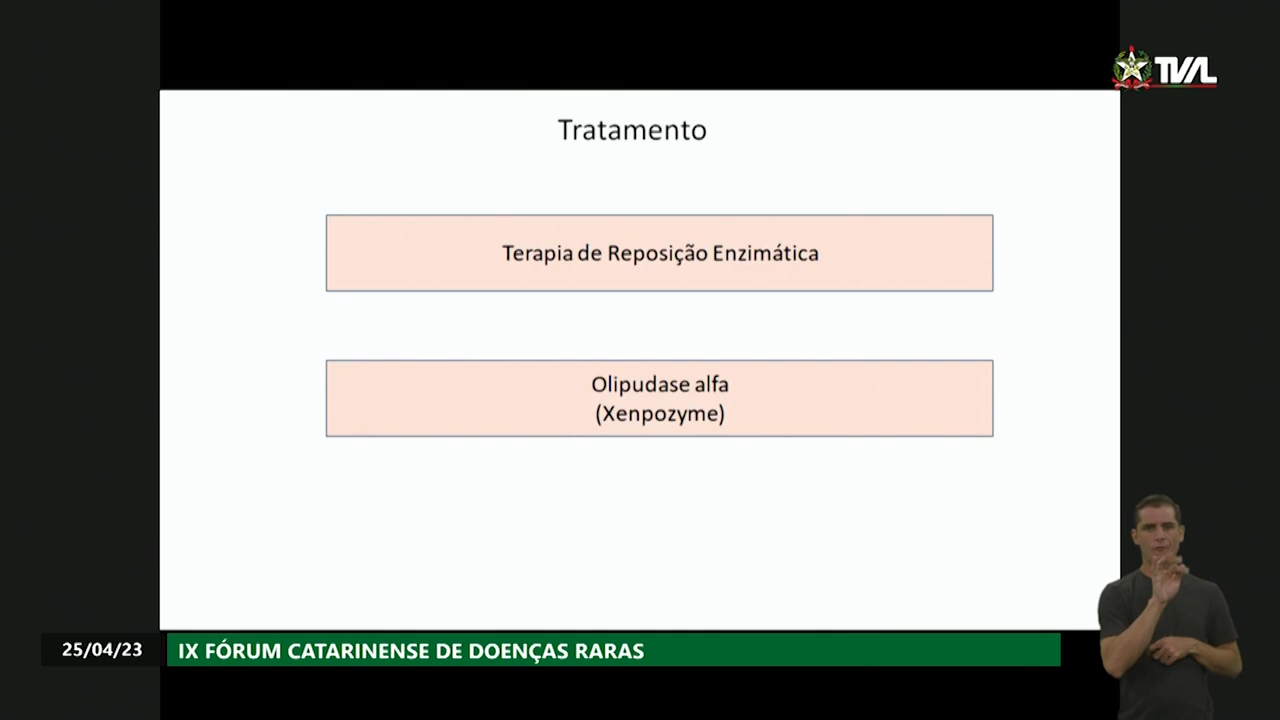 TVAL
Tratamento
Terapia de Reposição Enzimática
Olipudase alfa
(Xenpozyme)
25/04/23
IX FÓRUM CATARINENSE DE DOENÇAS RARAS